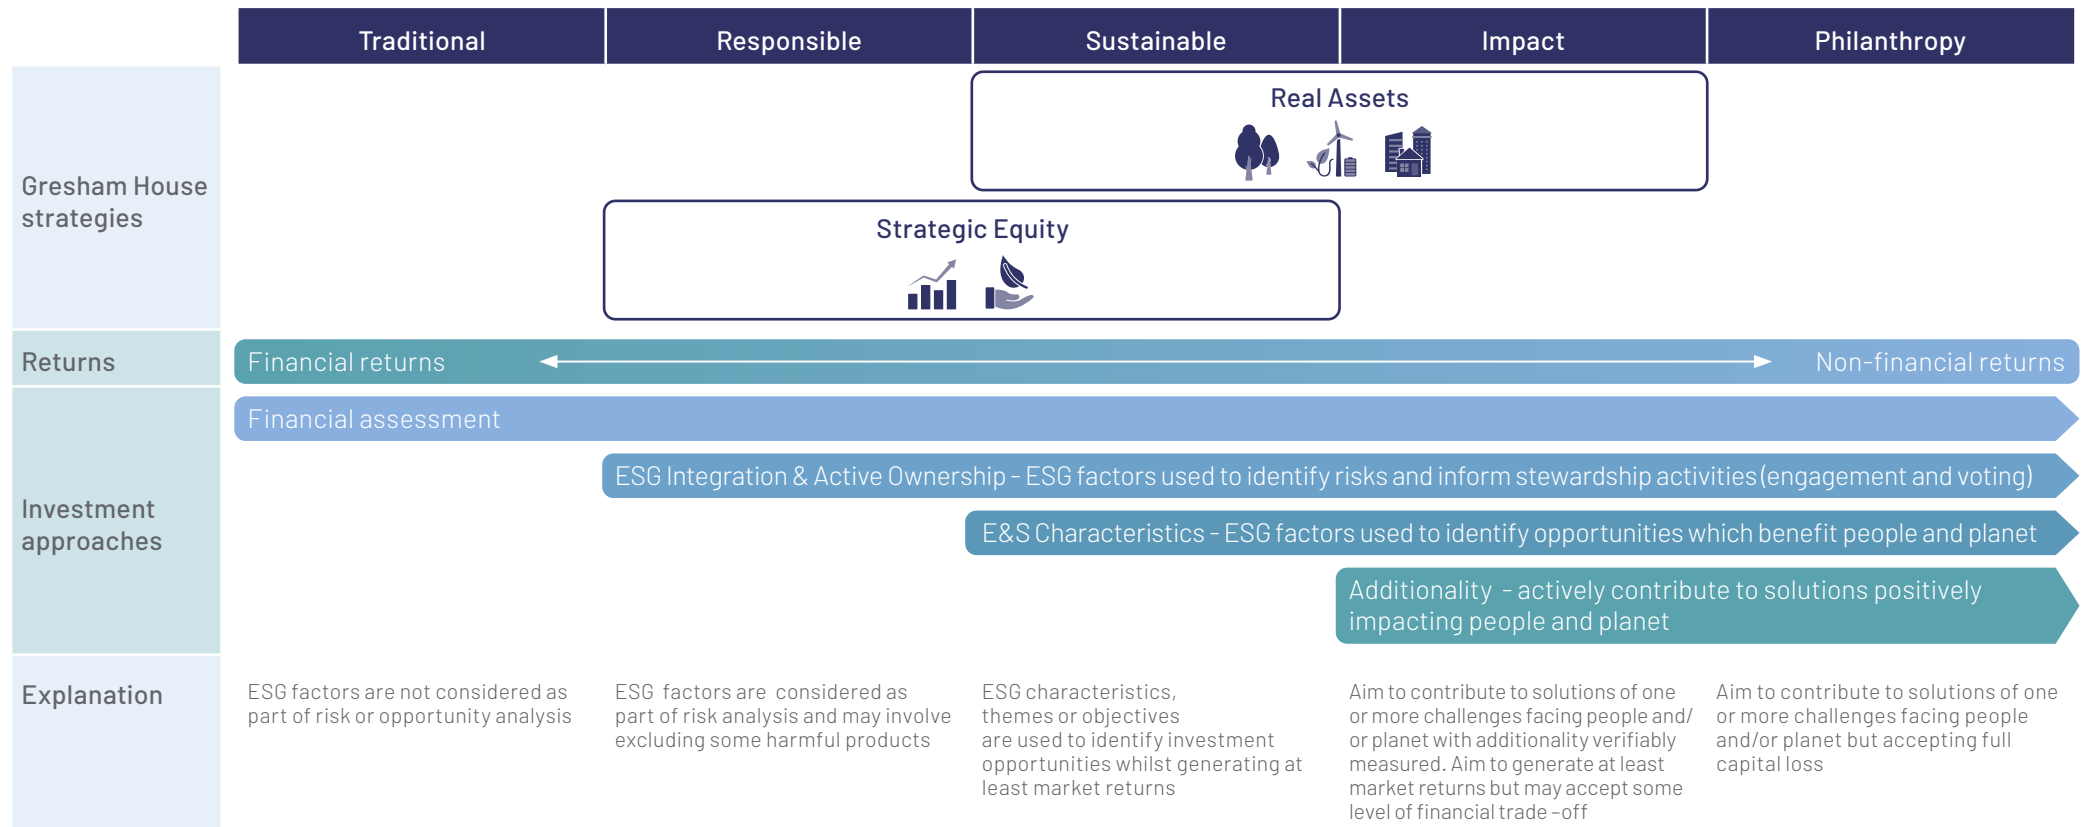 Traditional
Responsible
Sustainable
Impact
Philanthropy
Gresham House
strategies
Real Assets
Strategic Equity
Returns
Financial returns
Non-financial returns
Investment
approaches
Financial assessment
ESG Integration & Active Ownership - ESG factors used to identify risks and inform stewardship activities (engagement and voting)
E&S Characteristics - ESG factors used to identify opportunities which benefit people and planet
Additionality - actively contribute to solutions positively
impacting people and planet
Explanation
ESG factors are not considered as
part of risk or opportunity analysis
ESG factors are considered as
part of risk analysis and may involve
excluding some harmful products
ESG characteristics,
themes or objectives
are used to identify investment
opportunities whilst generating at
least market returns
Aim to contribute to solutions of one
or more challenges facing people and/
or planet with additionality verifiably
measured. Aim to generate at least
market returns but may accept some
level of financial trade –off
Aim to contribute to solutions of one
or more challenges facing people
and/or planet but accepting full
capital loss